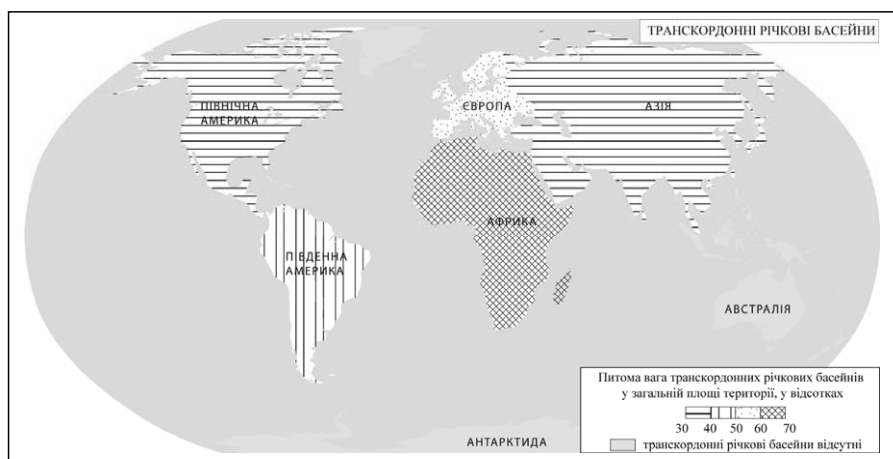 ТРАНСКОРДОННІ РІЧКОВІ БАСЕЙНИ
ПІВНІЧНА
АМЕРИКА
ЄВРОПА
АЗІЯ
АФРИКА
ПІВДЕННА
АМЕРИКА
АВСТРАЛІЯ
АНТАРКТИДА
Питома вага транскордонних річкових басейнів
у загальній площі території, у відсотках
30 40 50 60 70
транскордонні річкові басейни відсутні